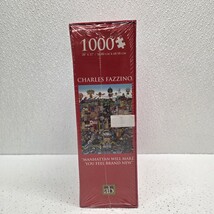 1000
CHARLES FAZZINO
"MANHATTAN WILL MAKE
YOU FEEL BRAND NEW"